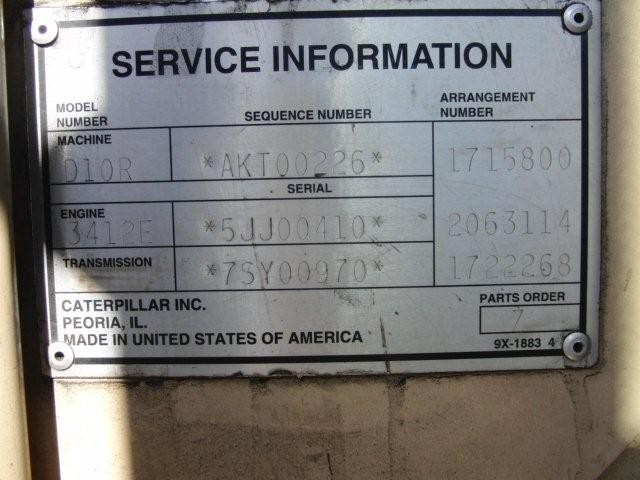 SERVICE INFORMATION
MODEL NUMBER SEQUENCE NUMBER ARRANGEMENT NUMBER
MACHINE
D10R *AKT00226* 1715800
SERIAL
ENGINE
3412E *5JJ00410* 2063114
TRANSMISSION *7SY00970* 1722268
CATERPILLAR INC. PARTS ORDER
PEORIA, IL. 7
MADE IN UNITED STATES OF AMERICA 9X-1883 4